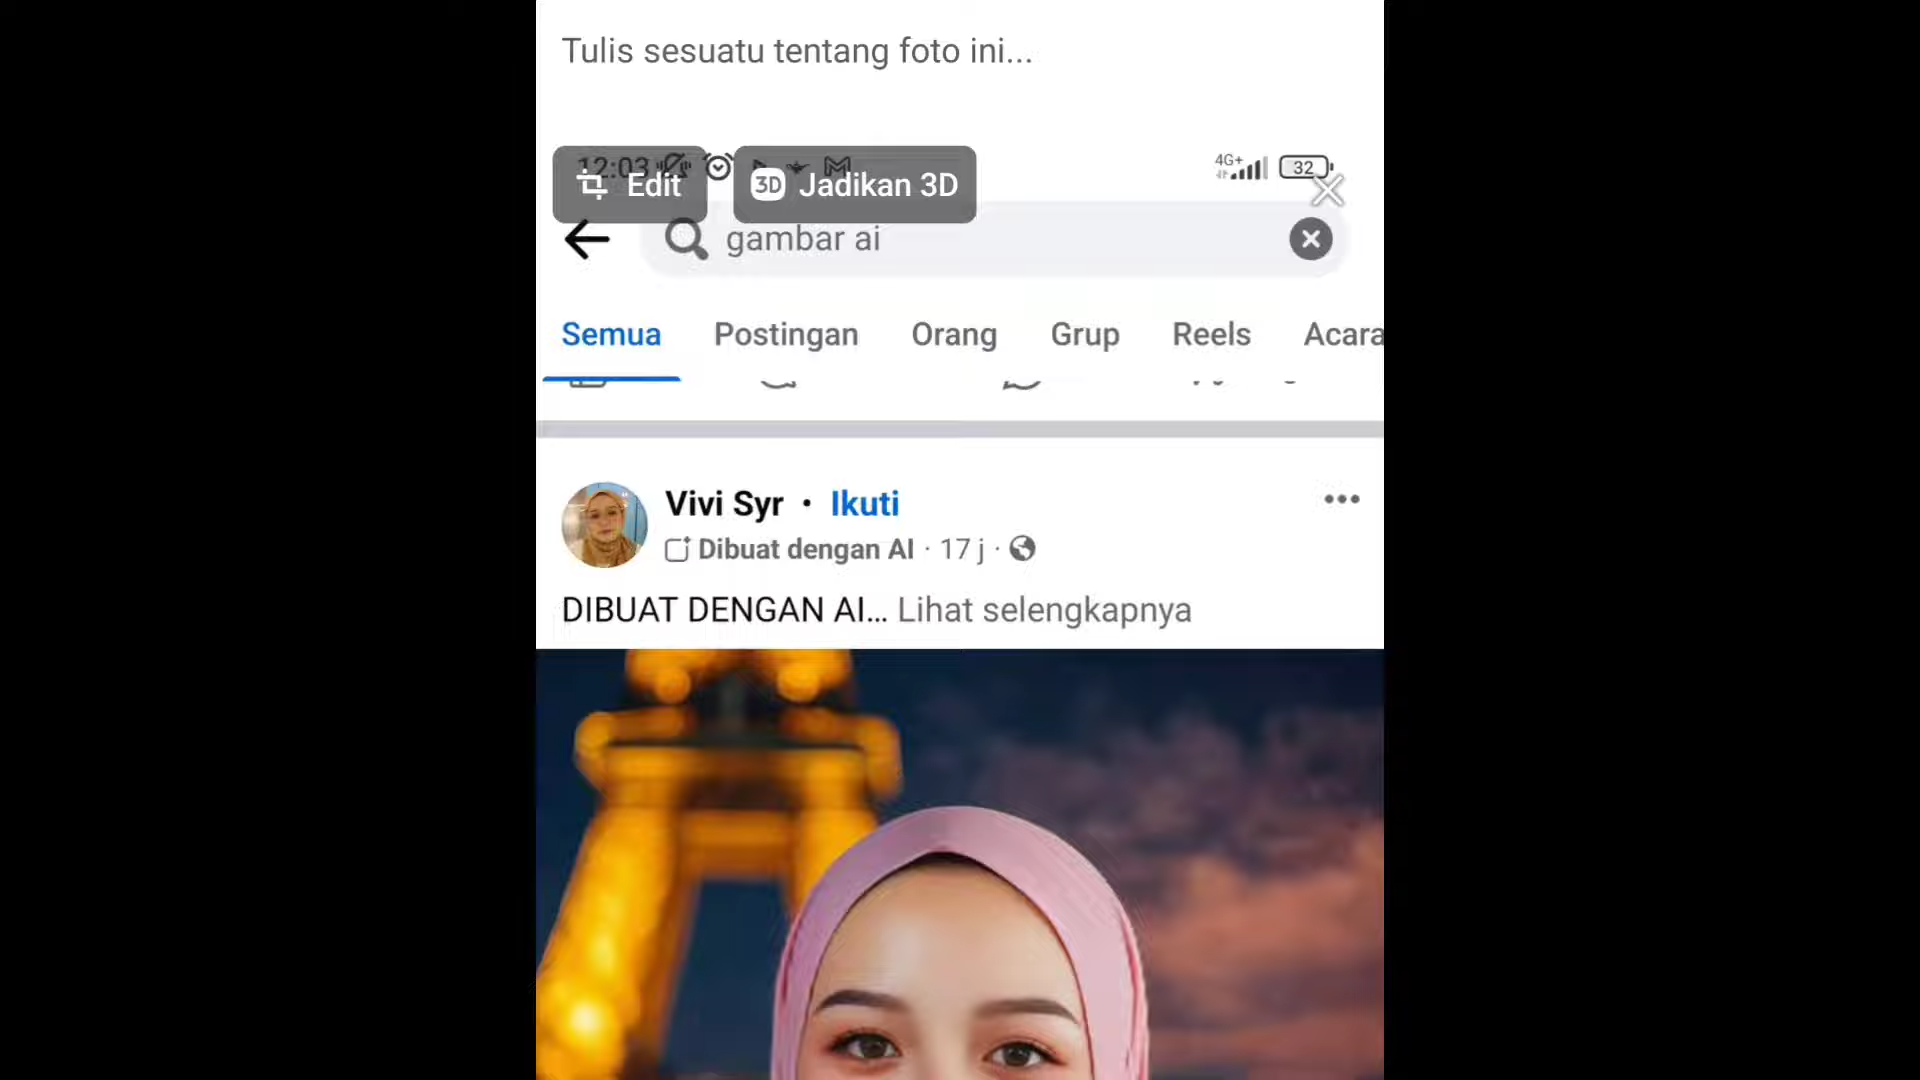 Tulis sesuatu tentang foto ini...
12:03
4G+
32
Edit
3D Jadikan 3D
gambar ai
Semua Postingan Orang Grup Reels Acara
Vivi Syr • Ikuti
Dibuat dengan AI · 17 j ·
DIBUAT DENGAN AI... Lihat selengkapnya